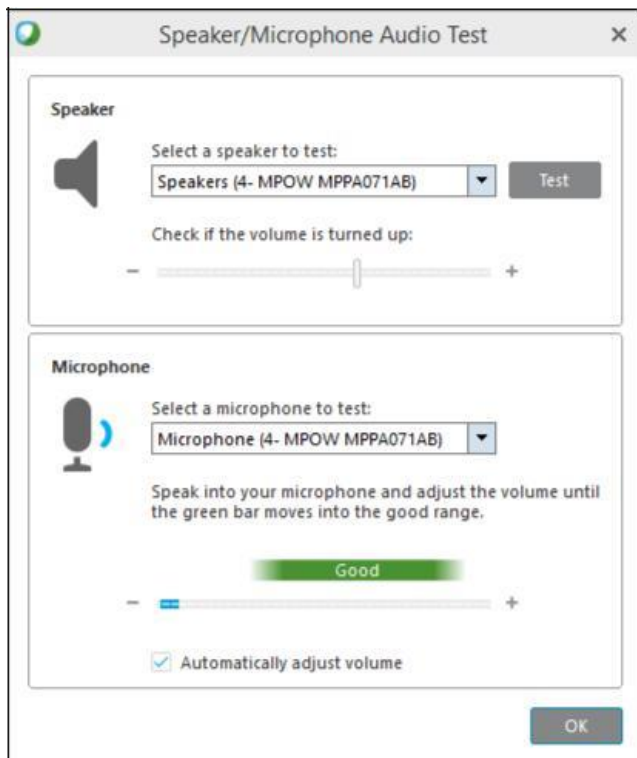 Speaker/Microphone Audio Test
Speaker
Select a speaker to test:
Speakers (4- MPOW MPPA071AB)
Test
Check if the volume is turned up:
- +
Microphone
Select a microphone to test:
Microphone (4- MPOW MPPA071AB)
Speak into your microphone and adjust the volume until
the green bar moves into the good range.
Good
- +
Automatically adjust volume
OK